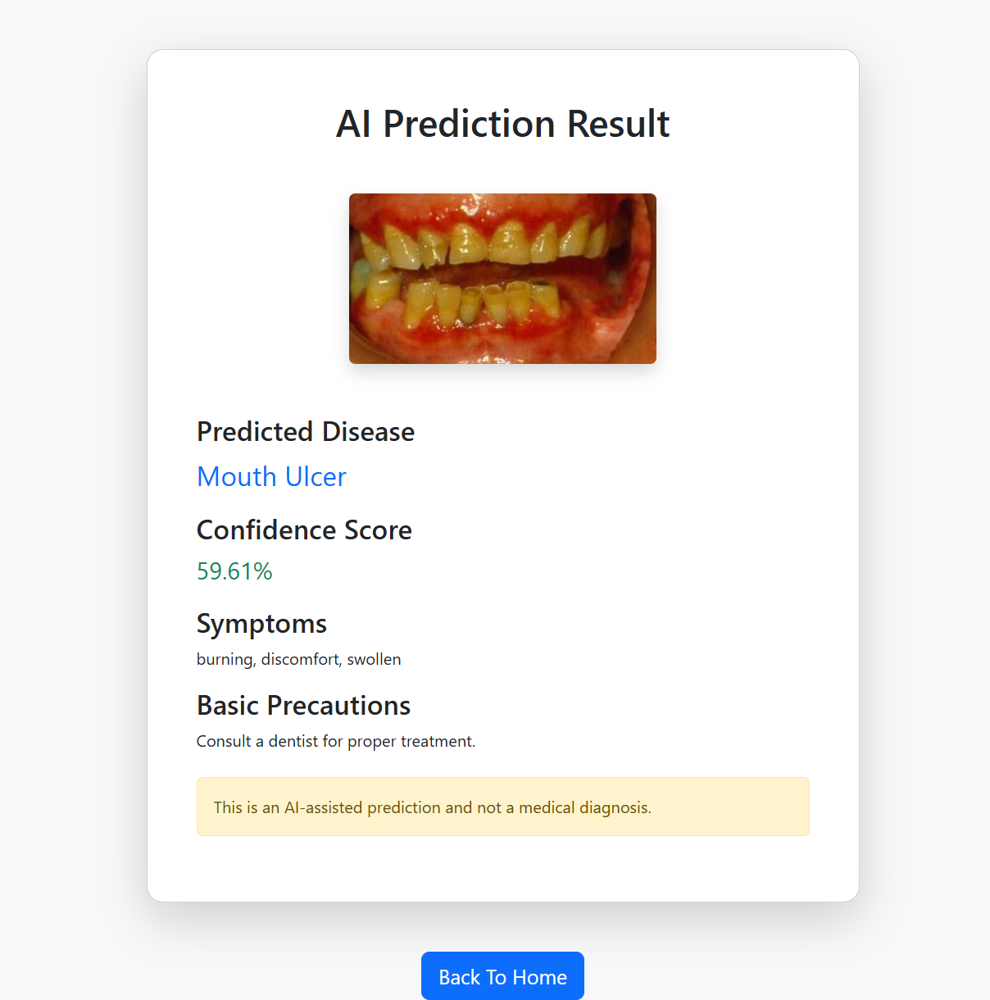 AI Prediction Result
Predicted Disease
Mouth Ulcer
Confidence Score
59.61%
Symptoms
burning, discomfort, swollen
Basic Precautions
Consult a dentist for proper treatment.
This is an AI-assisted prediction and not a medical diagnosis.
Back To Home